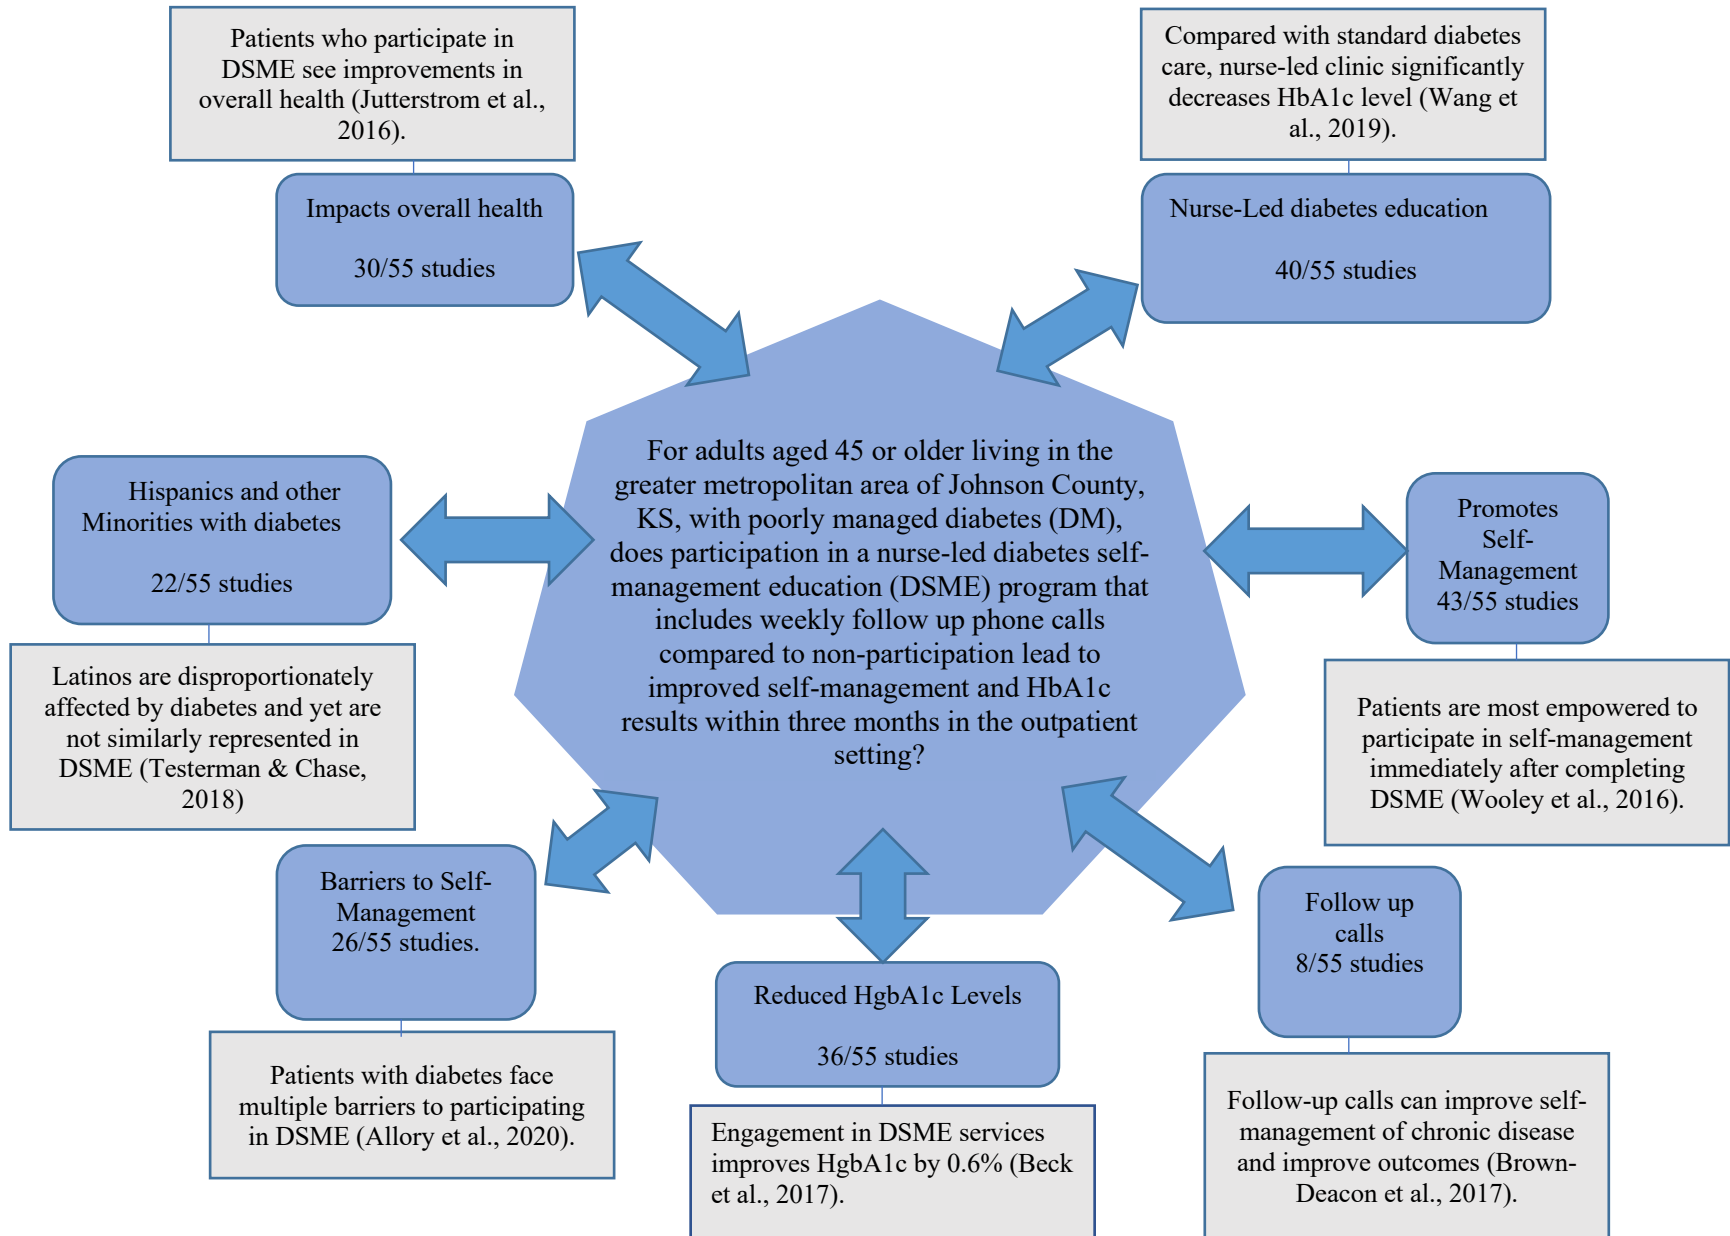 Patients who participate in
DSME see improvements in
overall health (Jutterstrom et al.,
2016).
Impacts overall health
30/55 studies
Compared with standard diabetes
care, nurse-led clinic significantly
decreases HbA1c level (Wang et
al., 2019).
Nurse-Led diabetes education
40/55 studies
For adults aged 45 or older living in the
greater metropolitan area of Johnson County,
KS, with poorly managed diabetes (DM),
does participation in a nurse-led diabetes self-
management education (DSME) program that
includes weekly follow up phone calls
compared to non-participation lead to
improved self-management and HbA1c
results within three months in the outpatient
setting?
Hispanics and other
Minorities with diabetes
22/55 studies
Latinos are disproportionately
affected by diabetes and yet are
not similarly represented in
DSME (Testerman & Chase,
2018)
Promotes
Self-
Management
43/55 studies
Patients are most empowered to
participate in self-management
immediately after completing
DSME (Wooley et al., 2016).
Barriers to Self-
Management
26/55 studies.
Patients with diabetes face
multiple barriers to participating
in DSME (Allory et al., 2020).
Reduced HgbA1c Levels
36/55 studies
Engagement in DSME services
improves HgbA1c by 0.6% (Beck
et al., 2017).
Follow up
calls
8/55 studies
Follow-up calls can improve self-
management of chronic disease
and improve outcomes (Brown-
Deacon et al., 2017).